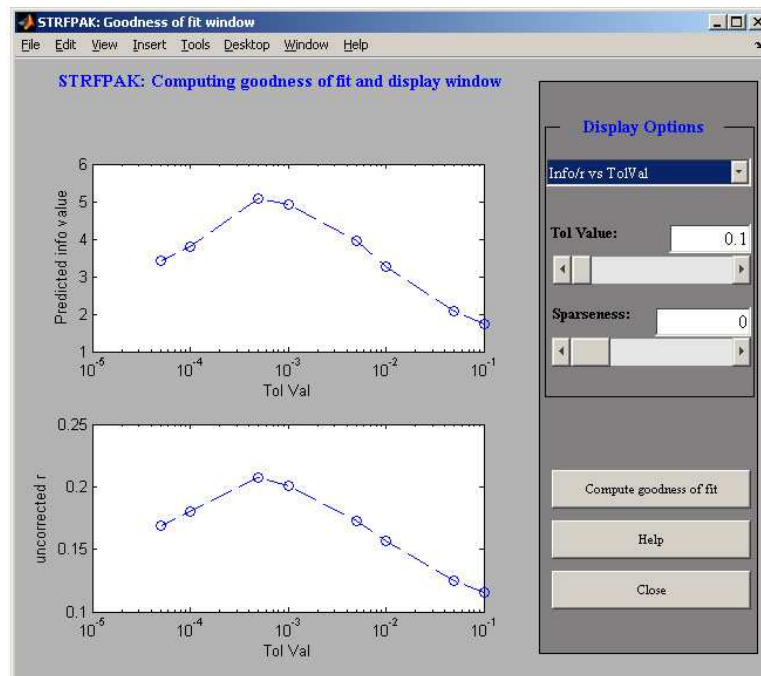 STRFPAK: Goodness of fit window
File Edit View Insert Tools Desktop Window Help
STRFPAK: Computing goodness of fit and display window
6
5
4
3
2
1
Predicted info value
10-5 10-4 10-3 10-2 10-1
Tol Val
0.25
0.2
0.15
0.1
uncorrected r
10-5 10-4 10-3 10-2 10-1
Tol Val
Display Options
Info/r vs TolVal
Tol Value: 0.1
Sparseness: 0
Compute goodness of fit
Help
Close